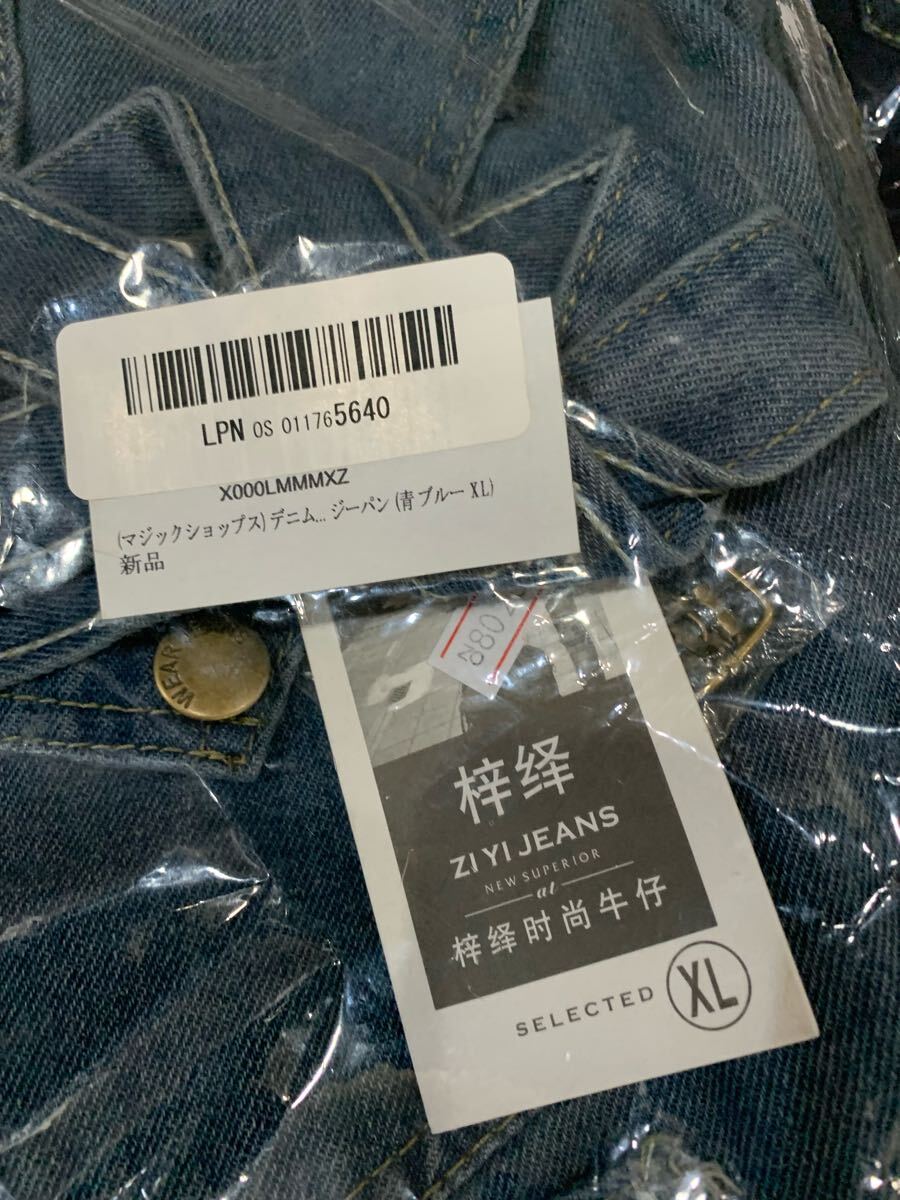 LPN OS 011765640
X000LMMMXZ
(マジックショップス) デニム... ジーパン (青 ブルー XL)
新品
WEAR
梓绎
ZI YI JEANS
NEW SUPERIOR
at
梓绎时尚牛仔
SELECTED XL